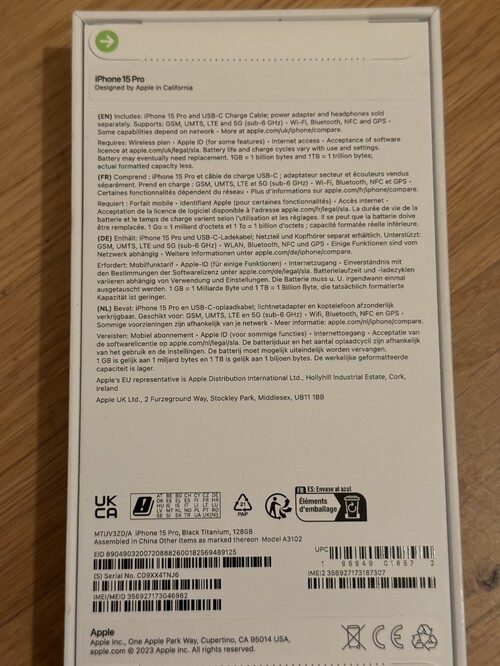 iPhone 15 Pro
Designed by Apple in California
(EN) Includes: iPhone 15 Pro and USB-C Charge Cable; power adapter and headphones sold
separately. Supports: GSM, UMTS, LTE and 5G (sub-6 GHz) • Wi-Fi, Bluetooth, NFC and GPS •
Some capabilities depend on network • More at apple.com/uk/iphone/compare.
Requires: Wireless plan • Apple ID (for some features) • Internet access • Acceptance of software
licence at apple.com/uk/legal/sla. Battery life and charge cycles vary with use and settings.
Battery may eventually need replacement. 1GB = 1 billion bytes and 1TB = 1 trillion bytes;
actual formatted capacity less.
(FR) Comprend : iPhone 15 Pro et câble de charge USB-C ; adaptateur secteur et écouteurs vendus
séparément. Prend en charge : GSM, UMTS, LTE et 5G (sub-6 GHz) • Wi-Fi, Bluetooth, NFC et GPS •
Certaines fonctionnalités dépendent du réseau • Plus d'informations sur apple.com/fr/iphone/compare.
Requiert : Forfait mobile • Identifiant Apple (pour certaines fonctionnalités) • Accès internet •
Acceptation de la licence de logiciel disponible à l'adresse apple.com/fr/legal/sla. La durée de vie de la
batterie et le temps de charge varient selon l'utilisation et les réglages. Il se peut que la batterie doive
être remplacée. 1 Go = 1 milliard d'octets et 1 To = 1 billion d'octets ; capacité formatée réelle inférieure.
(DE) Enthält: iPhone 15 Pro und USB-C-Ladekabel; Netzteil und Kopfhörer separat erhältlich. Unterstützt:
GSM, UMTS, LTE und 5G (sub-6 GHz) • WLAN, Bluetooth, NFC und GPS • Einige Funktionen sind vom
Netzwerk abhängig • Weitere Informationen unter apple.com/de/iphone/compare.
Erfordert: Mobilfunktarif • Apple-ID (für einige Funktionen) • Internetzugang • Einverständnis mit
den Bestimmungen der Softwarelizenz unter apple.com/de/legal/sla. Batterielaufzeit und -ladezyklen
variieren abhängig von Verwendung und Einstellungen. Die Batterie muss u. U. irgendwann einmal
ausgetauscht werden. 1 GB = 1 Milliarde Byte und 1 TB = 1 Billion Byte, die tatsächlich formatierte
Kapazität ist geringer.
(NL) Bevat: iPhone 15 Pro en USB-C-oplaadkabel; lichtnetadapter en koptelefoon afzonderlijk
verkrijgbaar. Geschikt voor: GSM, UMTS, LTE en 5G (sub-6 GHz) • Wifi, Bluetooth, NFC en GPS •
Sommige voorzieningen zijn afhankelijk van je netwerk • Meer informatie: apple.com/nl/iphone/compare.
Vereisten: Mobiel abonnement • Apple ID (voor sommige functies) • Internettoegang • Acceptatie van
de softwarelicentie op apple.com/nl/legal/sla. De batterijduur en het aantal oplaadcycli zijn afhankelijk
van het gebruik en de instellingen. De batterij moet mogelijk uiteindelijk worden vervangen.
1 GB is gelijk aan 1 miljard bytes en 1 TB is gelijk aan 1 biljoen bytes. De werkelijke geformatteerde
capaciteit is lager.
Apple's EU representative is Apple Distribution International Ltd., Hollyhill Industrial Estate, Cork,
Ireland
Apple UK Ltd., 2 Furzeground Way, Stockley Park, Middlesex, UB11 1BB
UK
CA
21
PAP
FR ES: Envase al azul
Éléments
d'emballage
MTUV3ZD/A iPhone 15 Pro, Black Titanium, 128GB
Assembled in China Other items as marked thereon Model A3102
EID 89049032007208882600182569489125
UPC
1 95949 01897 2
(S) Serial No. CD9XX4TNJ6
IMEI2 356927173187307
IMEI/MEID 356927173046982
Apple
Apple Inc., One Apple Park Way, Cupertino, CA 95014 USA,
apple.com © 2023 Apple Inc. All rights reserved.
CE